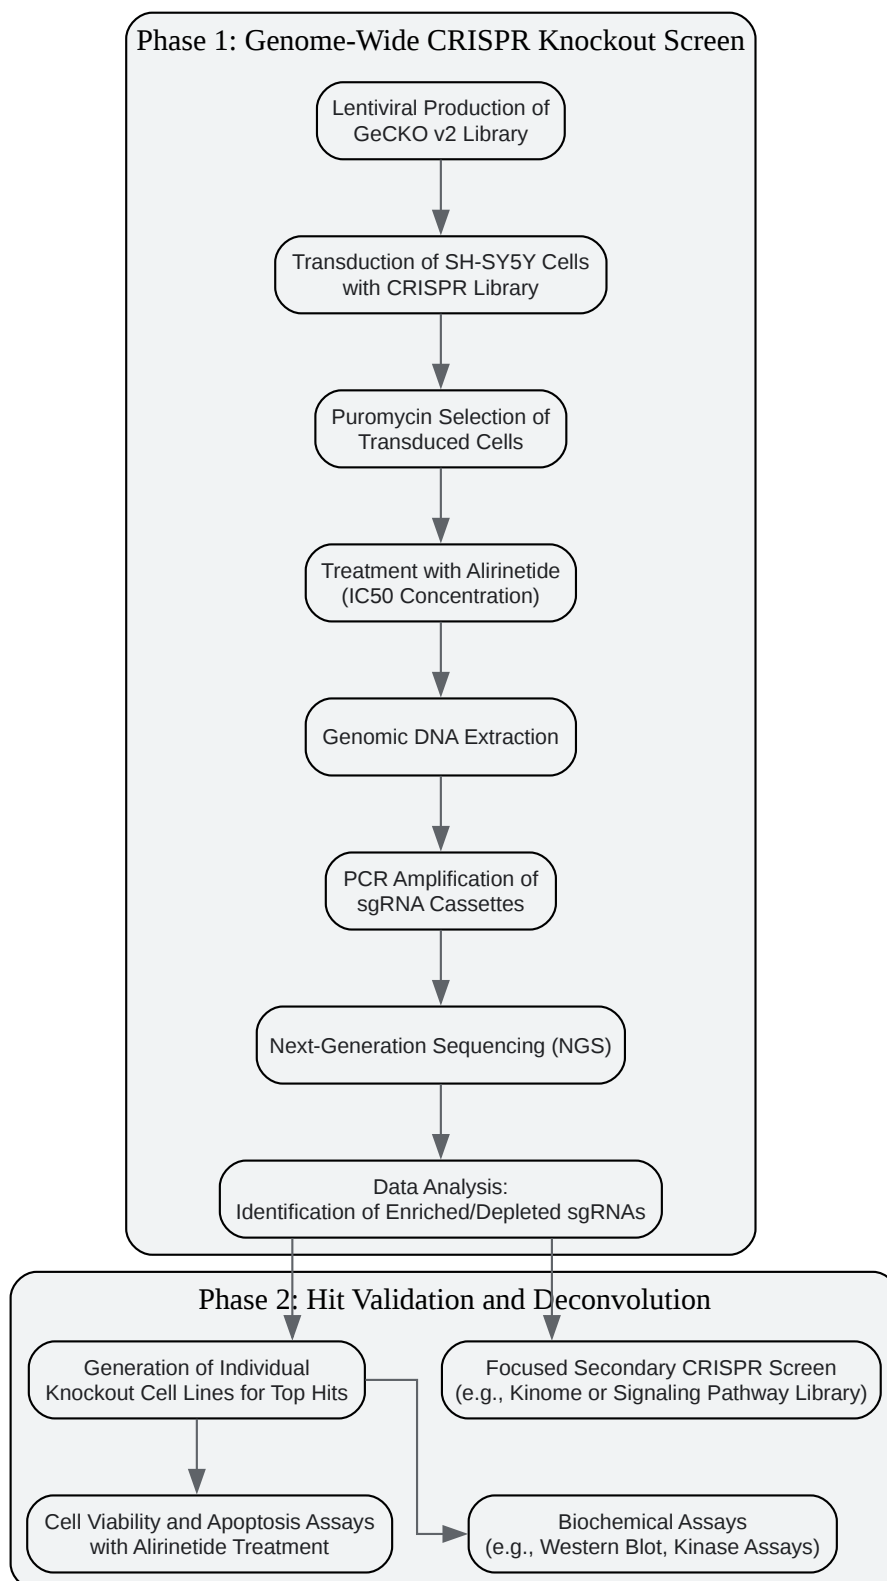 Phase 1: Genome-Wide CRISPR Knockout Screen
Lentiviral Production of
GeCKO v2 Library
Transduction of SH-SY5Y Cells
with CRISPR Library
Puromycin Selection of
Transduced Cells
Treatment with Alirinetide
(IC50 Concentration)
Genomic DNA Extraction
PCR Amplification of
sgRNA Cassettes
Next-Generation Sequencing (NGS)
Data Analysis:
Identification of Enriched/Depleted sgRNAs
Phase 2: Hit Validation and Deconvolution
Generation of Individual
Knockout Cell Lines for Top Hits
Focused Secondary CRISPR Screen
(e.g., Kinome or Signaling Pathway Library)
Cell Viability and Apoptosis Assays
with Alirinetide Treatment
Biochemical Assays
(e.g., Western Blot, Kinase Assays)